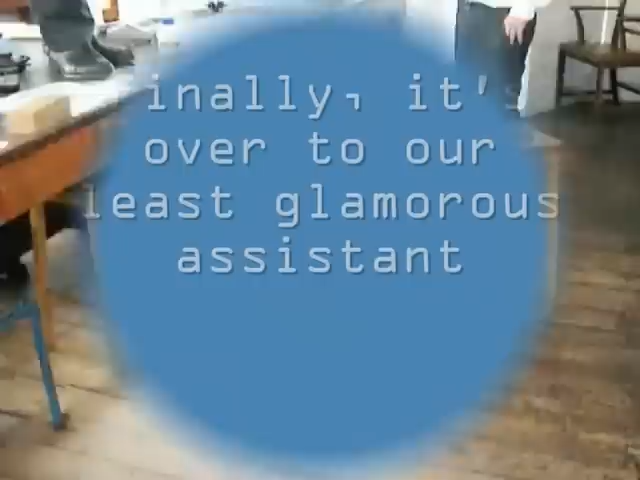 inally, it's
over to our
least glamorous
assistant